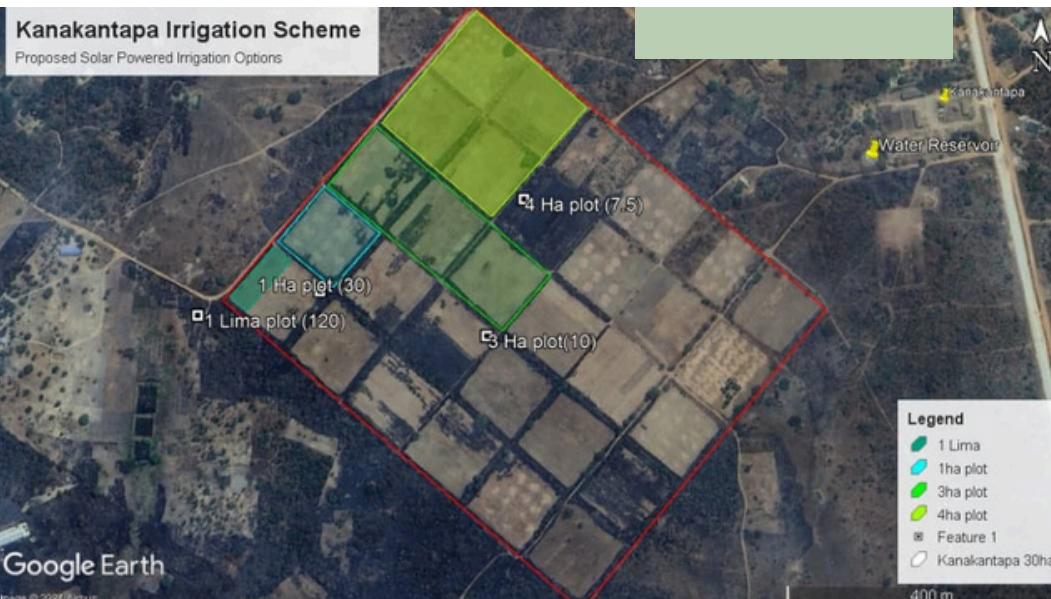 Kanakantapa Irrigation Scheme
Proposed Solar Powered Irrigation Options
N
Kanakantapa
Water Reservoir
4 Ha plot (7.5)
1 Ha plot (30)
1 Lima plot (120)
3 Ha plot(10)
Legend
1 Lima
1ha plot
3ha plot
4ha plot
Feature 1
Kanakantapa 30ha
Google Earth
400 m